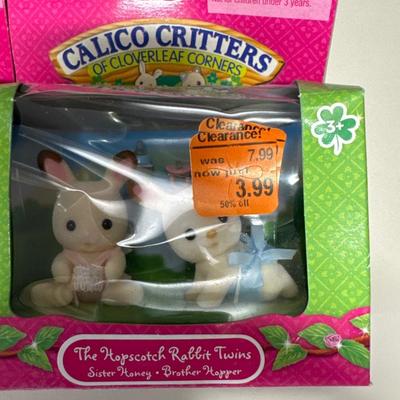 Not for children under 3 years.
CALICO CRITTERS
OF CLOVERLEAF CORNERS
Clearance!
Clearance!
was 7.99
now just
3.99
50% off
3+
The Hopscotch Rabbit Twins
Sister Honey • Brother Hopper